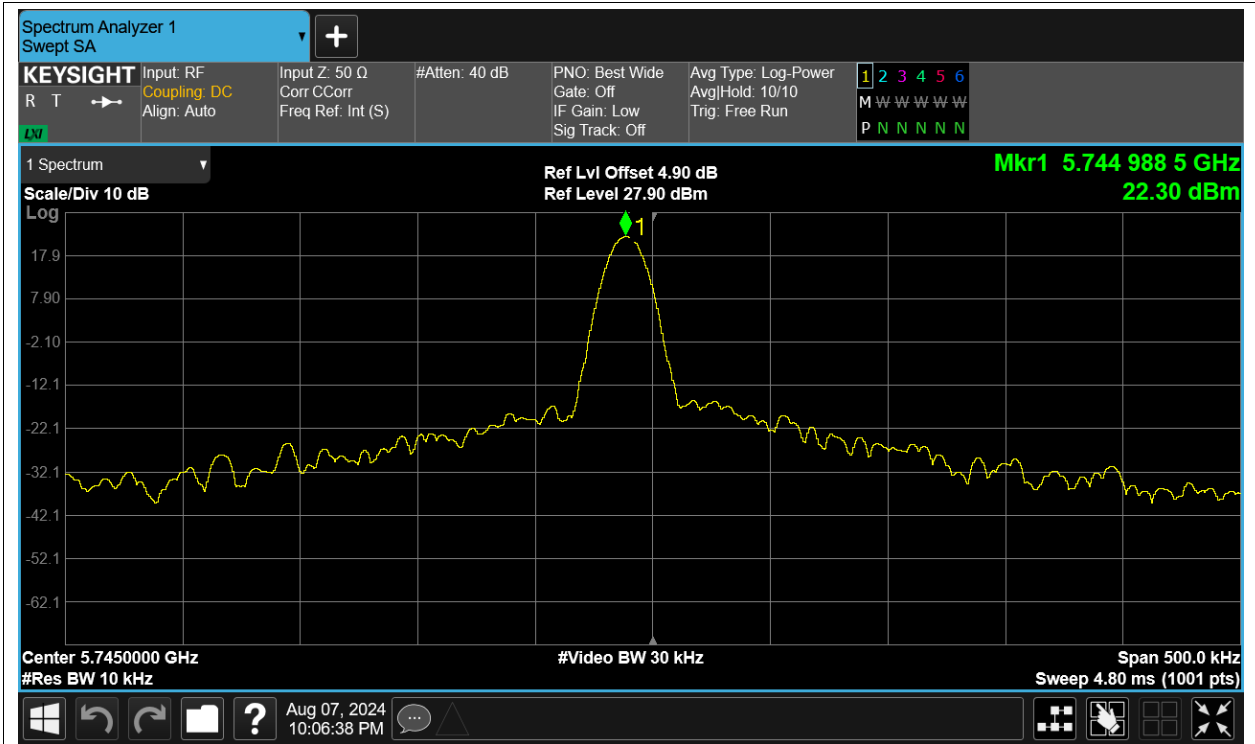 Spectrum Analyzer 1
Swept SA
+
KEYSIGHT
R T
LXI
Input: RF
Coupling: DC
Align: Auto
Input Z: 50 Ω
Corr CCorr
Freq Ref: Int (S)
#Atten: 40 dB
PNO: Best Wide
Gate: Off
IF Gain: Low
Sig Track: Off
Avg Type: Log-Power
Avg|Hold: 10/10
Trig: Free Run
1 2 3 4 5 6
M W W W W W W
P N N N N N
1 Spectrum
Scale/Div 10 dB
Log
Ref Lvl Offset 4.90 dB
Ref Level 27.90 dBm
Mkr1 5.744 988 5 GHz
22.30 dBm
1
17.9
7.90
-2.10
-12.1
-22.1
-32.1
-42.1
-52.1
-62.1
Center 5.7450000 GHz
#Res BW 10 kHz
#Video BW 30 kHz
Span 500.0 kHz
Sweep 4.80 ms (1001 pts)
?
Aug 07, 2024
10:06:38 PM